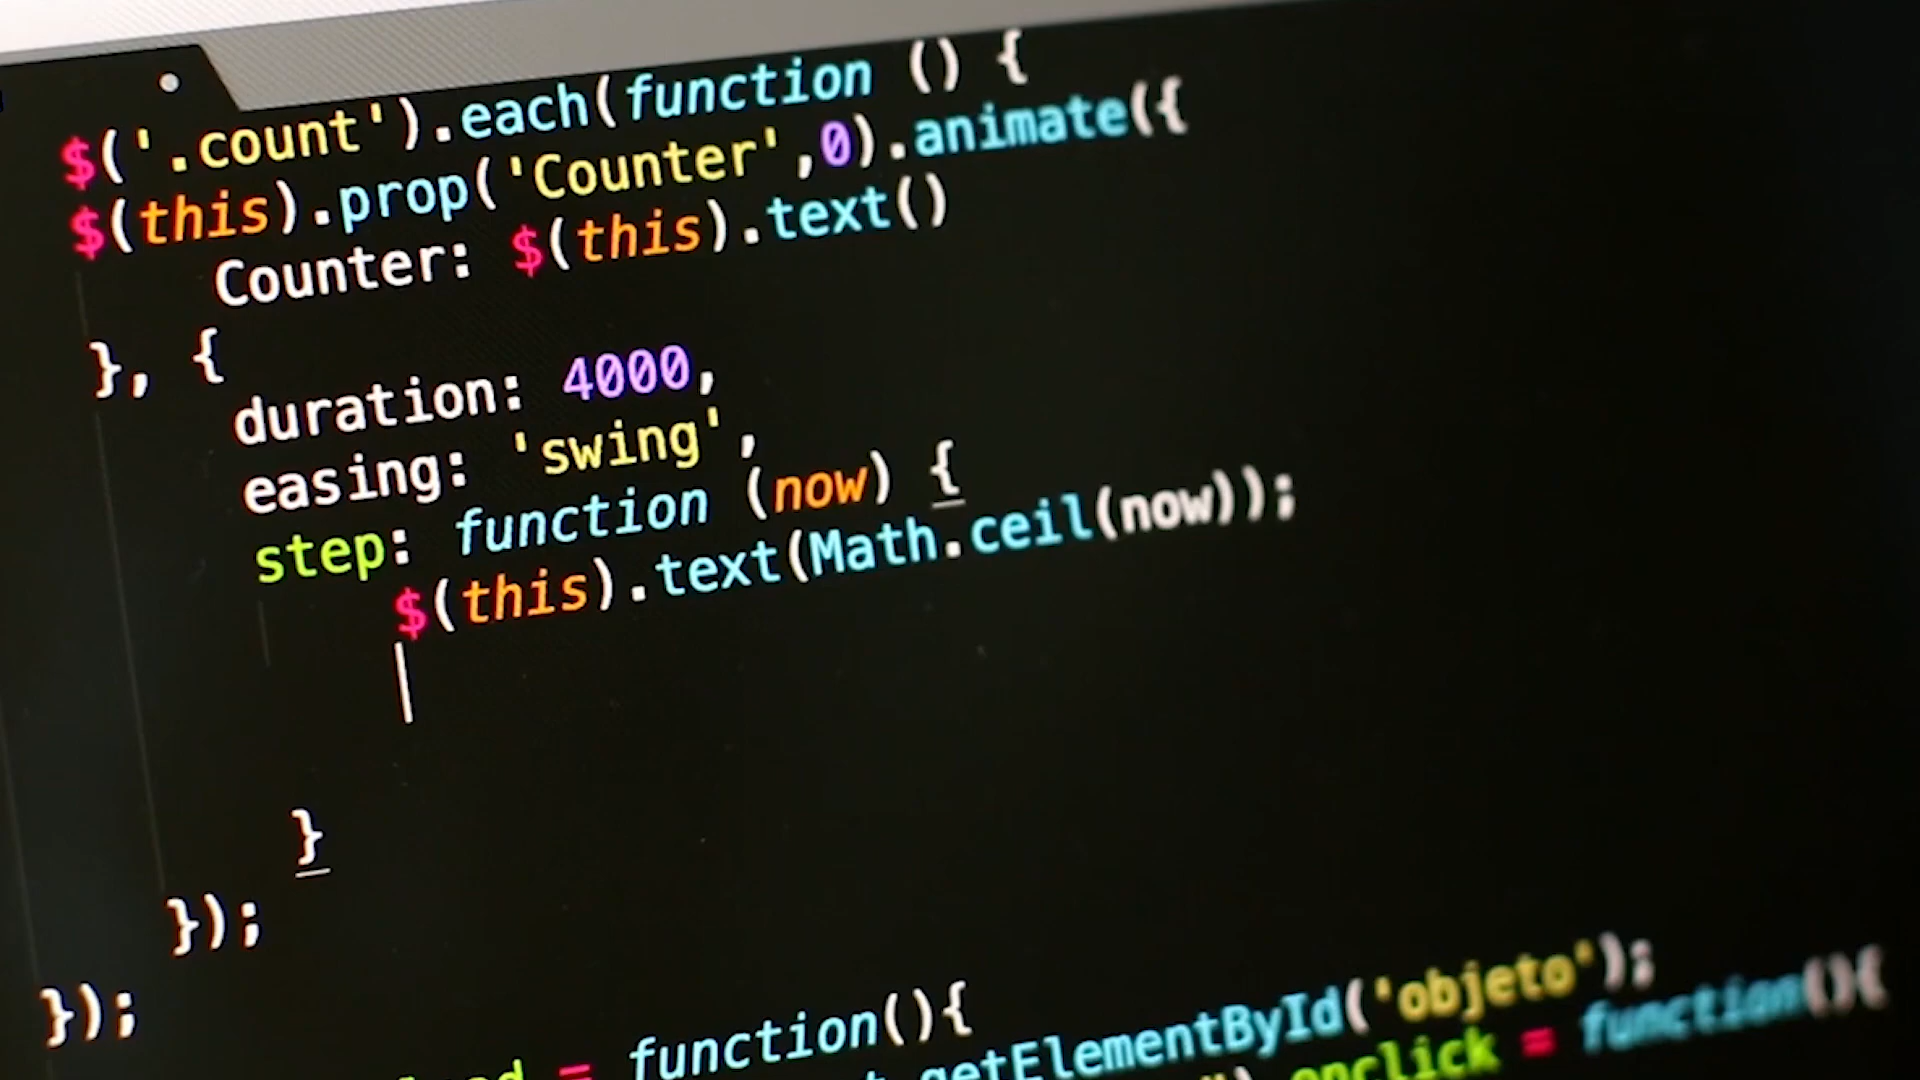 $('.count').each(function () {
$(this).prop('Counter',0).animate({
Counter: $(this).text()
}, {
duration: 4000,
easing: 'swing',
step: function (now) {
$(this).text(Math.ceil(now));
}
});
});
= function(){
getElementById('objeto');
onclick = function(){